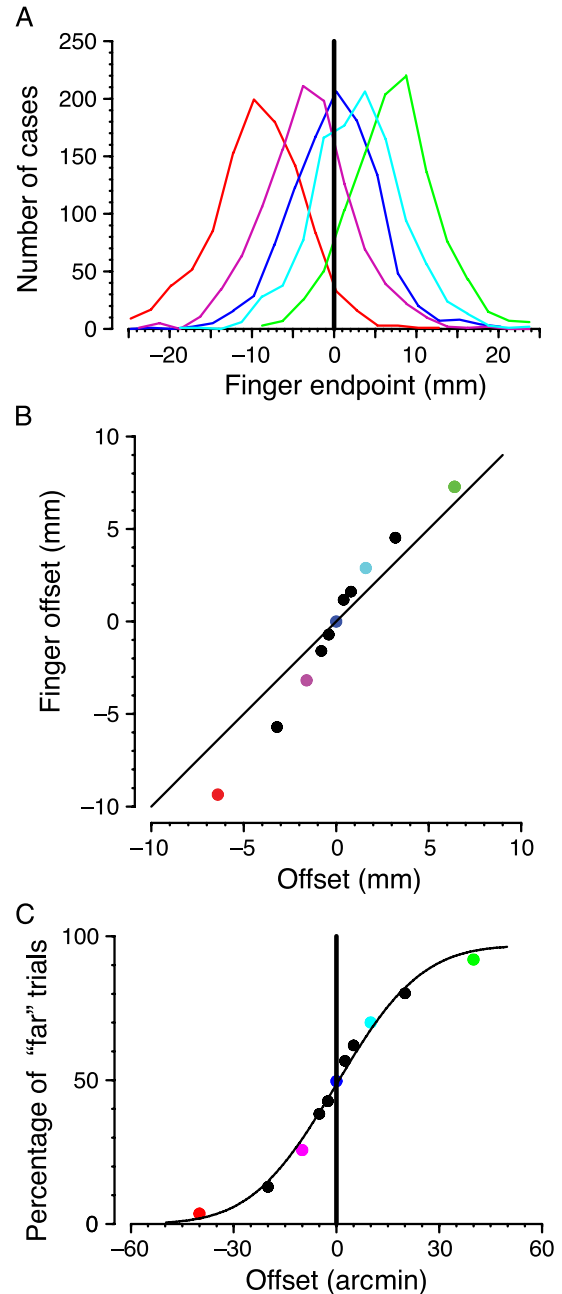 A
250
200
150
100
50
0
Number of cases
−20 −10 0 10 20
Finger endpoint (mm)
B
10
5
0
−5
−10
Finger offset (mm)
−10 −5 0 5 10
Offset (mm)
C
100
50
0
Percentage of “far” trials
−60 −30 0 30 60
Offset (arcmin)